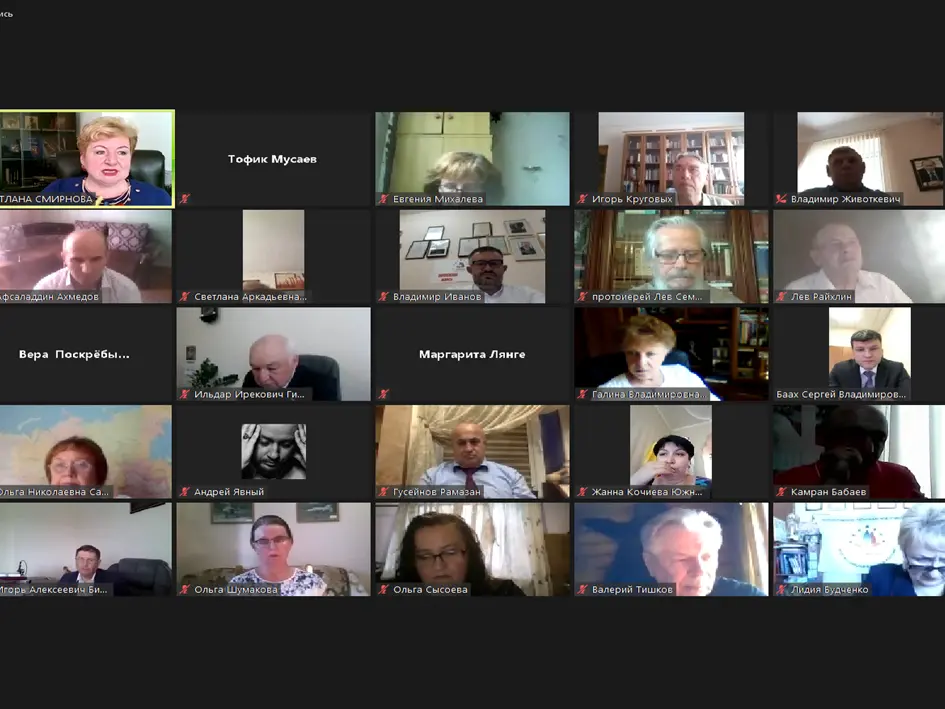 ись
ТЛАНА СМИРНОВА
Тофик Мусаев
Евгения Михалева
Игорь Круговых
Владимир Животкевич
Афсаладдин Ахмедов
Светлана Аркадьевна...
Владимир Иванов
протоиерей Лев Сем...
Лев Райхлин
Вера Поскрёбы...
Ильдар Ирекович Ги...
Маргарита Лянге
Галина Владимировна...
Баах Сергей Владимиров...
Ольга Николаевна Са...
Андрей Явный
Гусейнов Рамазан
Жанна Кочиева Южн...
Камран Бабаев
Игорь Алексеевич Би...
Ольга Шумакова
Ольга Сысоева
Валерий Тишков
Лидия Будченко